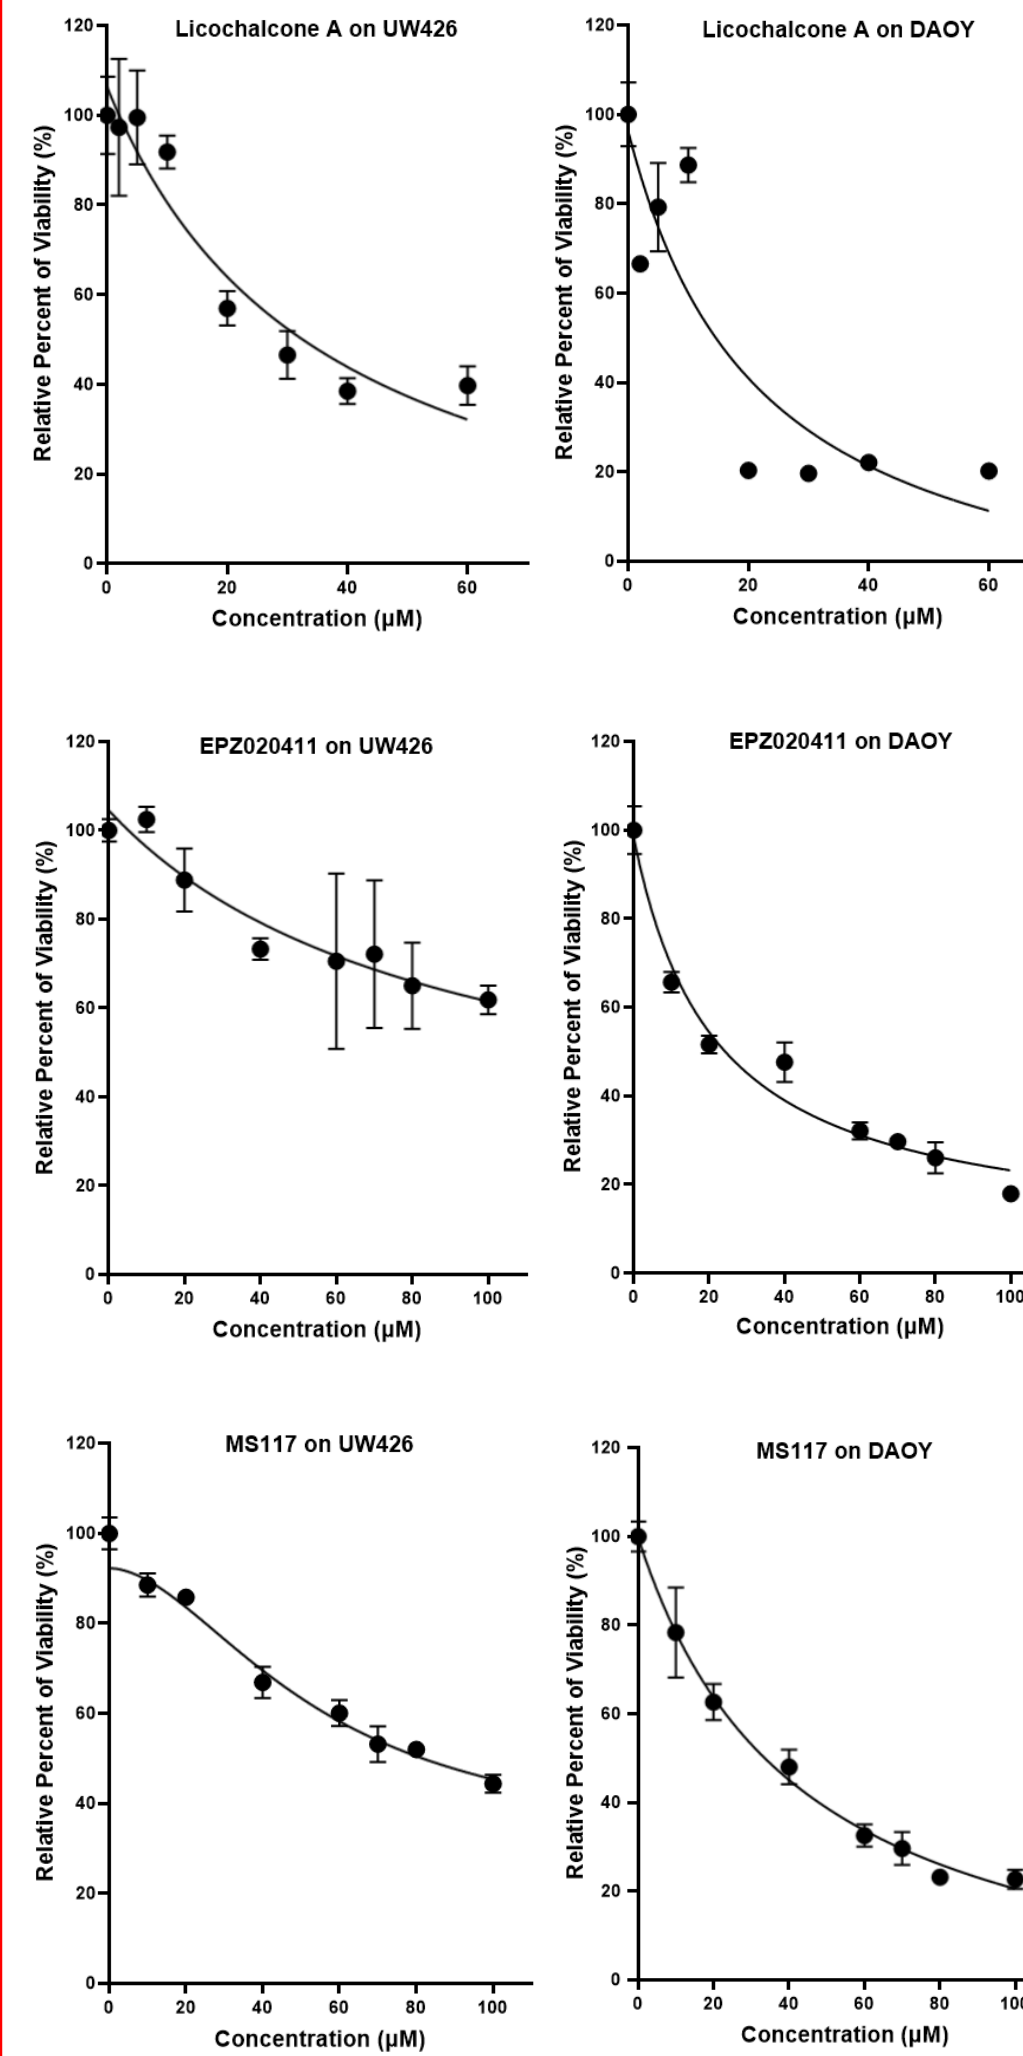 Licochalcone A on UW426
Relative Percent of Viability (%)
120
100
80
60
40
20
0
0 20 40 60
Concentration (µM)
Licochalcone A on DAOY
Relative Percent of Viability (%)
120
100
80
60
40
20
0
0 20 40 60
Concentration (µM)
EPZ020411 on UW426
Relative Percent of Viability (%)
120
100
80
60
40
20
0
0 20 40 60 80 100
Concentration (µM)
EPZ020411 on DAOY
Relative Percent of Viability (%)
120
100
80
60
40
20
0
0 20 40 60 80 100
Concentration (µM)
MS117 on UW426
Relative Percent of Viability (%)
120
100
80
60
40
20
0
0 20 40 60 80 100
Concentration (µM)
MS117 on DAOY
Relative Percent of Viability (%)
120
100
80
60
40
20
0
0 20 40 60 80 100
Concentration (µM)